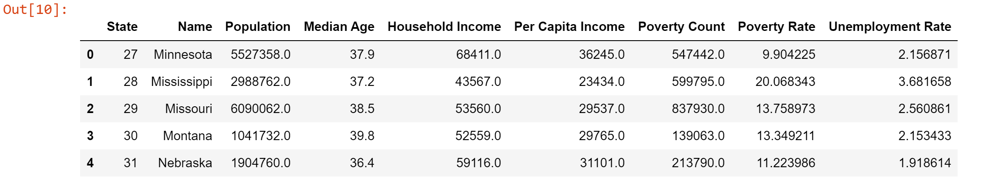 Out[10]:
State Name Population Median Age Household Income Per Capita Income Poverty Count Poverty Rate Unemployment Rate
0 27 Minnesota 5527358.0 37.9 68411.0 36245.0 547442.0 9.904225 2.156871
1 28 Mississippi 2988762.0 37.2 43567.0 23434.0 599795.0 20.068343 3.681658
2 29 Missouri 6090062.0 38.5 53560.0 29537.0 837930.0 13.758973 2.560861
3 30 Montana 1041732.0 39.8 52559.0 29765.0 139063.0 13.349211 2.153433
4 31 Nebraska 1904760.0 36.4 59116.0 31101.0 213790.0 11.223986 1.918614